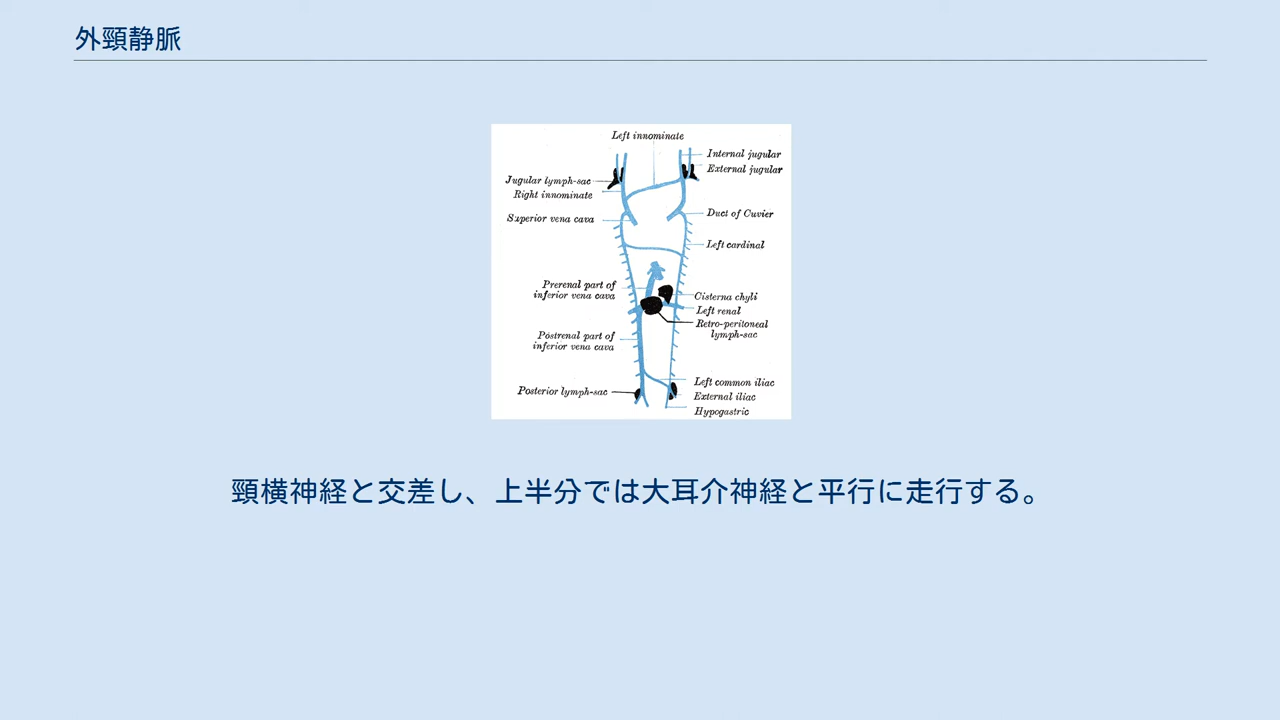 外頸静脈
Left innominate
Internal jugular
External jugular
Jugular lymph-sac
Right innominate
Superior vena cava
Duct of Cuvier
Left cardinal
Prerenal part of
inferior vena cava
Cisterna chyli
Left renal
Retro-peritoneal
lymph-sac
Postrenal part of
inferior vena cava
Left common iliac
Posterior lymph-sac
External iliac
Hypogastric
頸横神経と交差し、上半分では大耳介神経と平行に走行する。